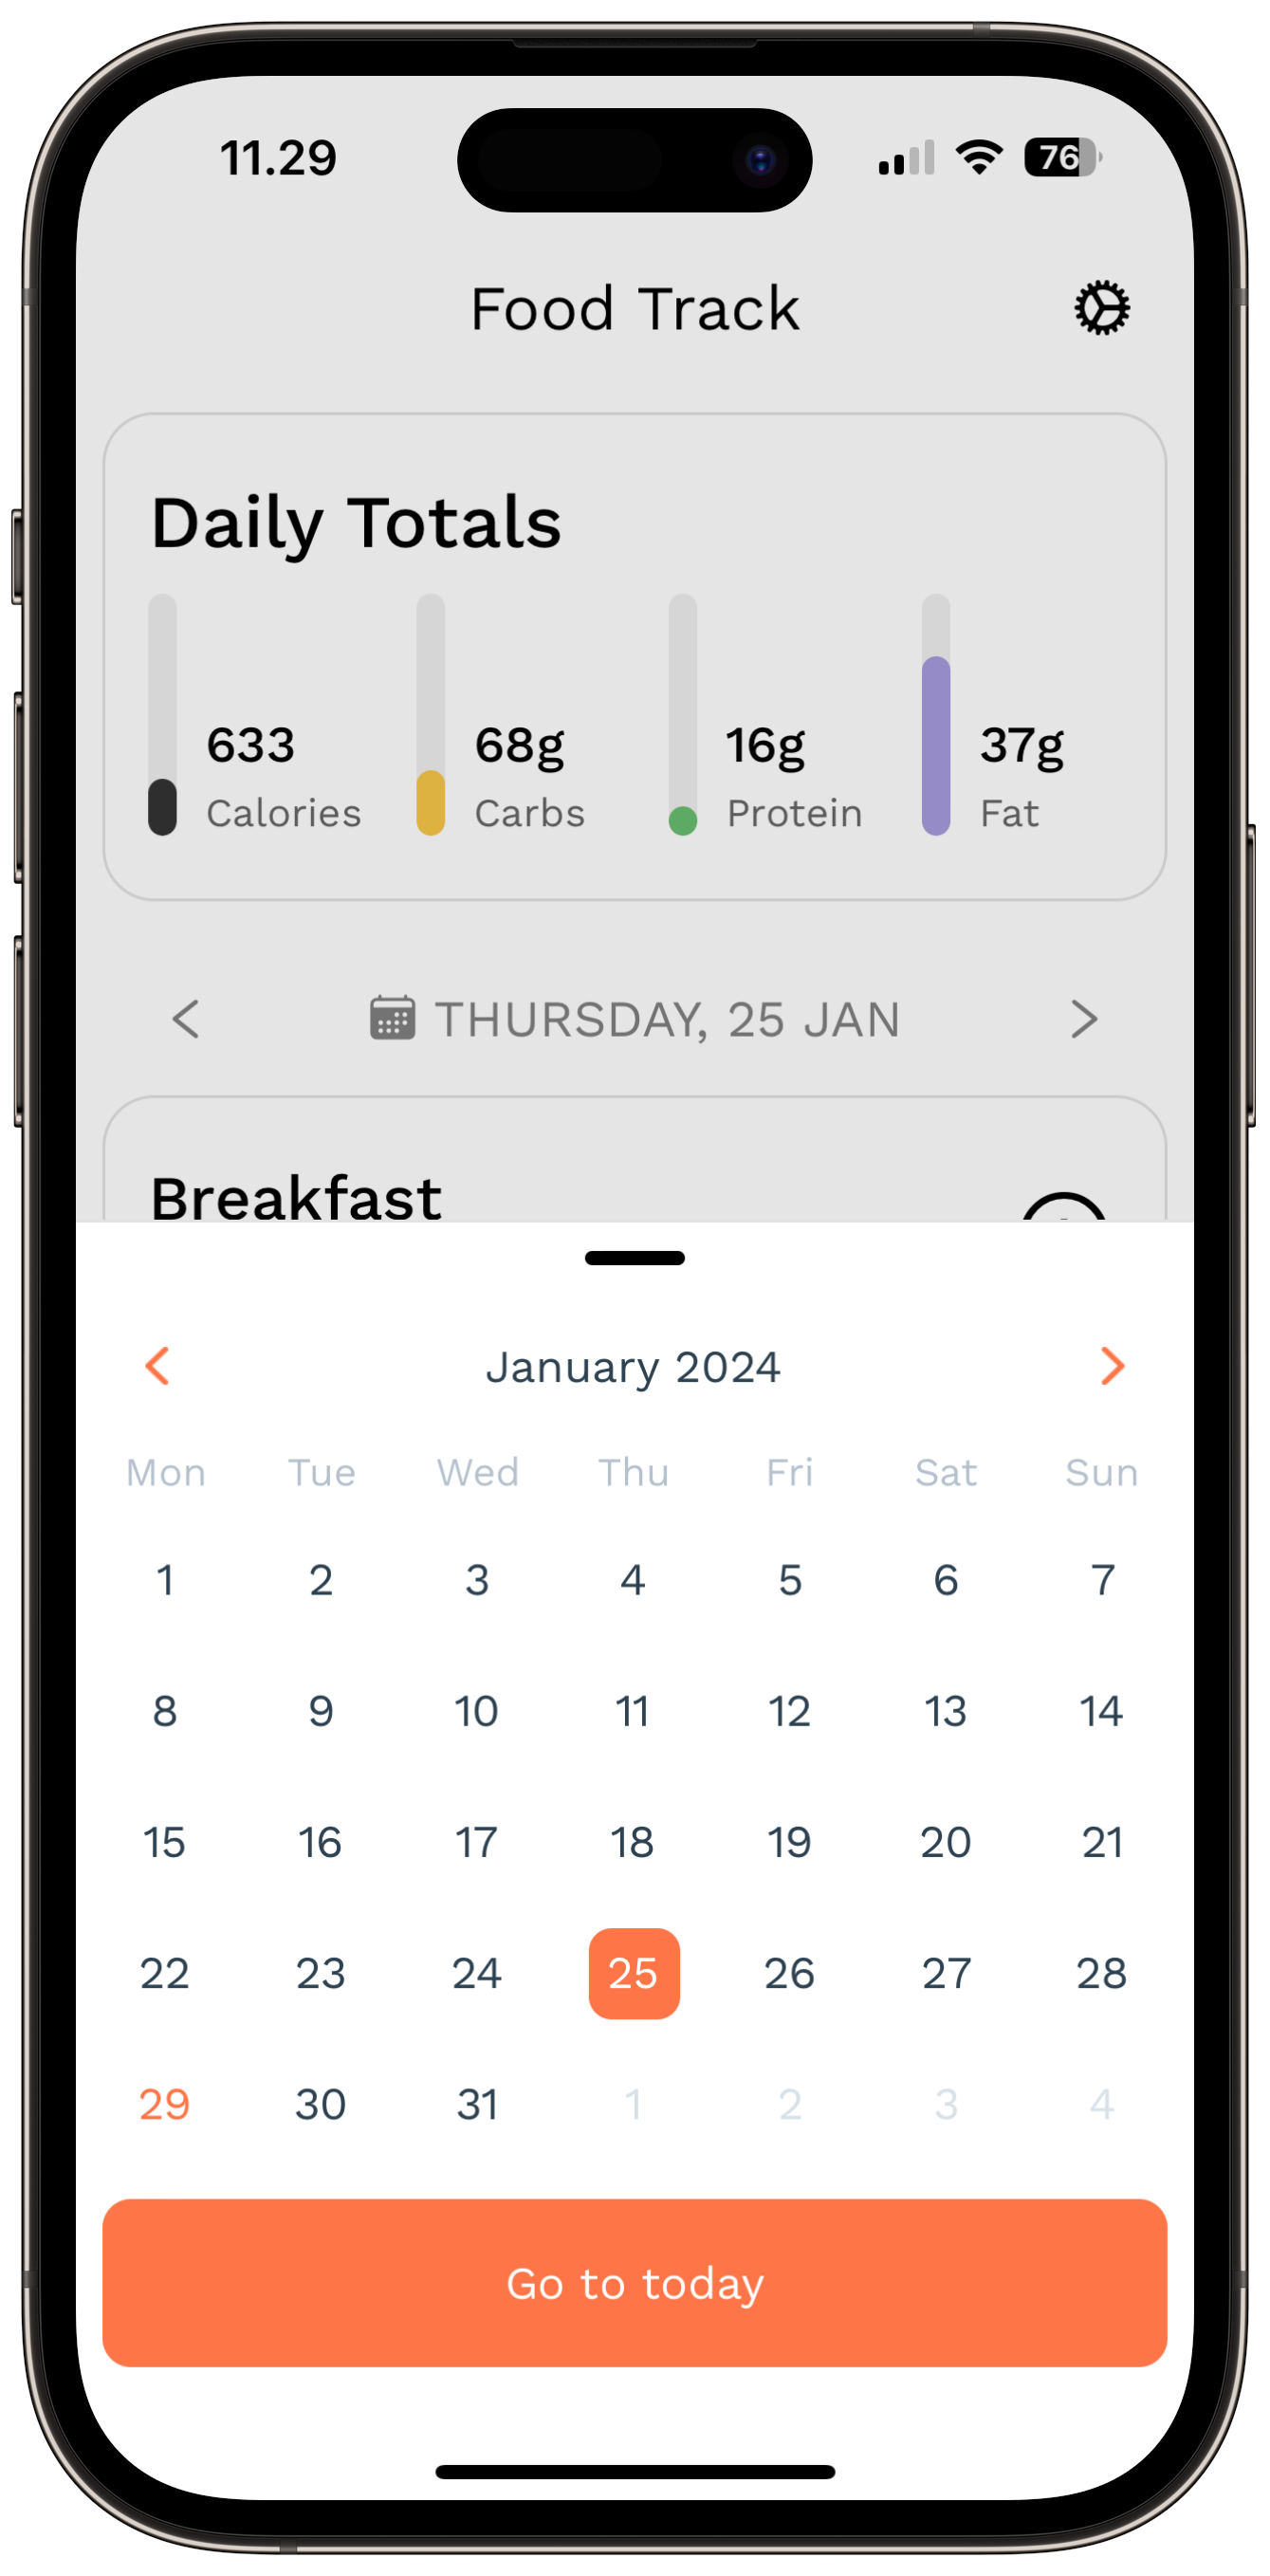 11.29 76
Food Track
Daily Totals
633 68g 16g 37g
Calories Carbs Protein Fat
THURSDAY, 25 JAN
Breakfast
January 2024
Mon Tue Wed Thu Fri Sat Sun
1 2 3 4 5 6 7
8 9 10 11 12 13 14
15 16 17 18 19 20 21
22 23 24 25 26 27 28
29 30 31 1 2 3 4
Go to today